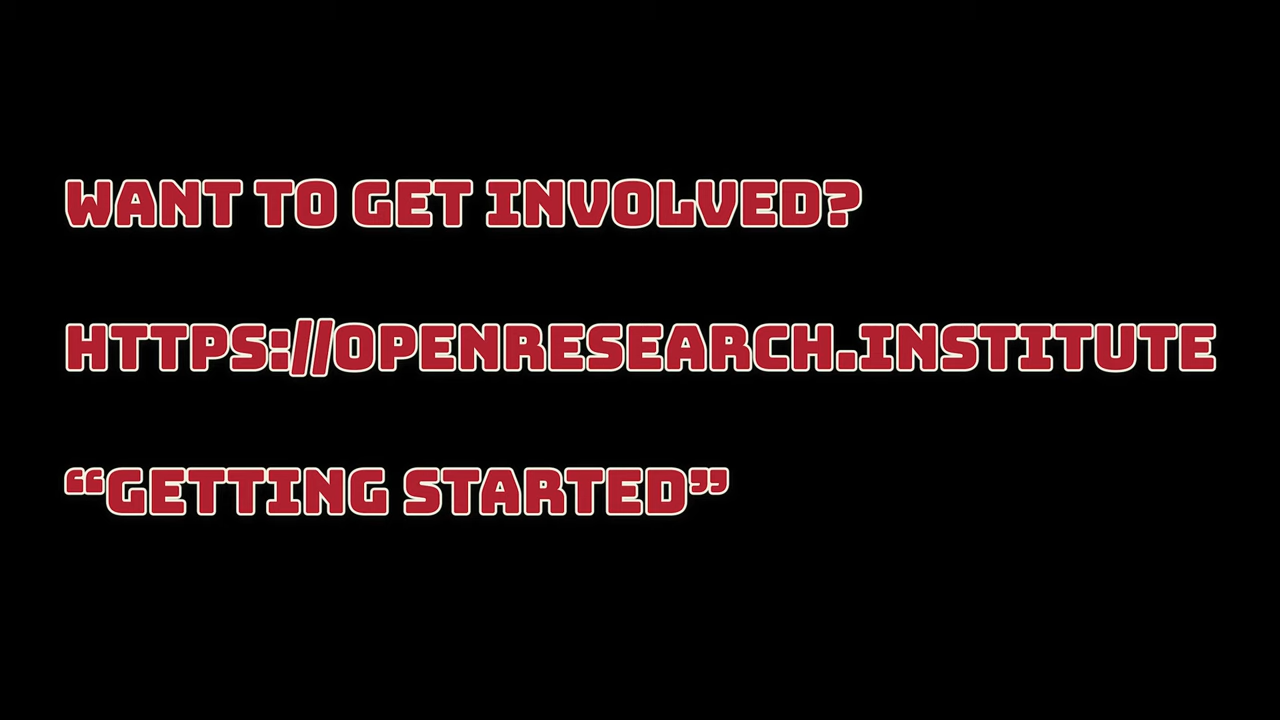 WANT TO GET INVOLVED?
HTTPS://OPENRESEARCH.INSTITUTE
“GETTING STARTED”